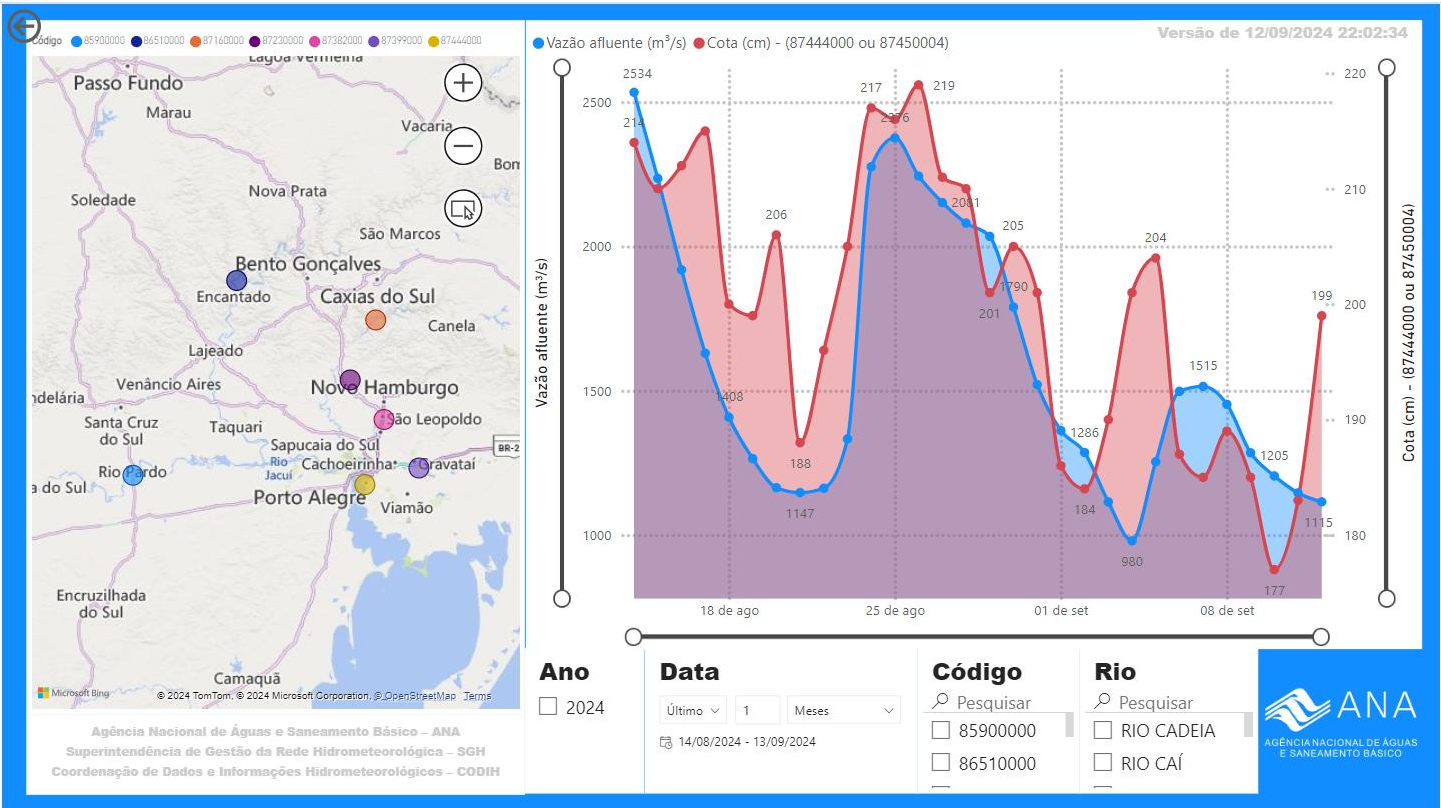 Código 85900000 86510000 87160000 87230000 87382000 87399000 87444000
Lagoa Vermelha
Passo Fundo
Marau
Vacaria
Bom
Nova Prata
Soledade
São Marcos
Bento Gonçalves
Encantado
Caxias do Sul
Canela
Lajeado
Venâncio Aires
Novo Hamburgo
ndelária
Santa Cruz
do Sul
Taquari
São Leopoldo
Sapucaia do Sul
BR-2
Rio
Jacuí
Cachoeirinha
Gravataí
Rio Pardo
a do Sul
Porto Alegre
Viamão
Encruzilhada
do Sul
Camaquã
Microsoft Bing
© 2024 TomTom, © 2024 Microsoft Corporation, © OpenStreetMap Terms
Agência Nacional de Águas e Saneamento Básico – ANA
Superintendência de Gestão da Rede Hidrometeorológica – SGH
Coordenação de Dados e Informações Hidrometeorológicos – CODIH
Versão de 12/09/2024 22:02:34
Vazão afluente (m³/s) Cota (cm) - (87444000 ou 87450004)
Vazão afluente (m³/s)
2500
2000
1500
1000
2534
214
1408
206
188
1147
217
2376
219
2081
205
1790
201
1286
184
204
980
1515
1205
177
199
1115
220
210
200
190
180
Cota (cm) - (87444000 ou 87450004)
18 de ago
25 de ago
01 de set
08 de set
Ano
2024
Data
Último 1 Meses
14/08/2024 - 13/09/2024
Código
Pesquisar
85900000
86510000
Rio
Pesquisar
RIO CADEIA
RIO CAÍ
ANA
AGÊNCIA NACIONAL DE ÁGUAS
E SANEAMENTO BÁSICO